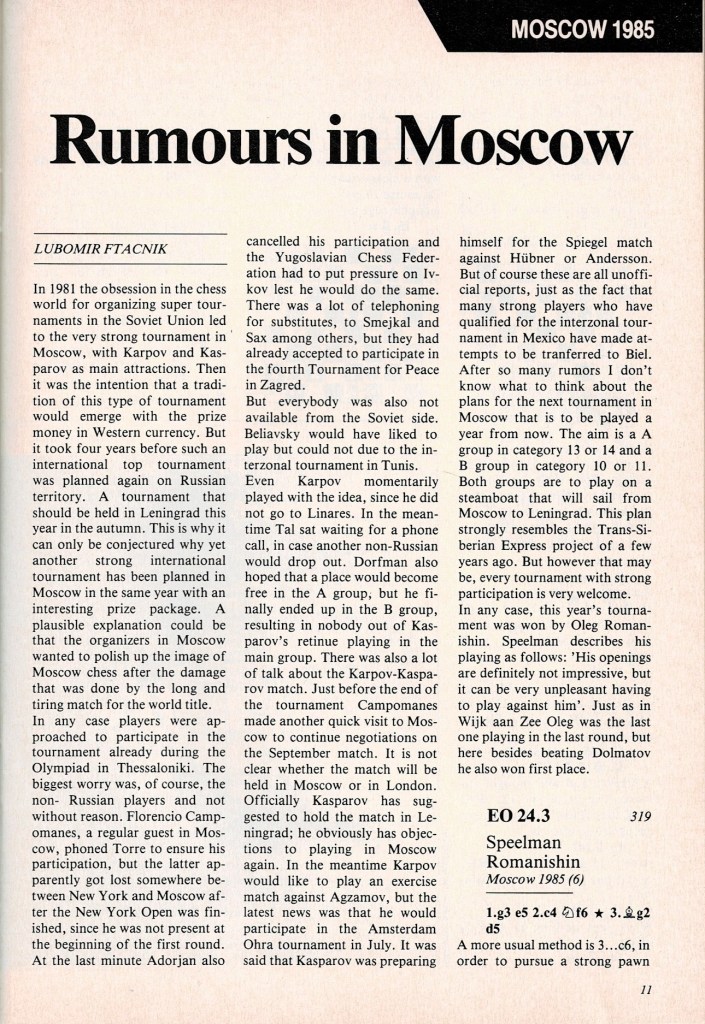 MOSCOW 1985
Rumours in Moscow
LUBOMIR FTACNIK
In 1981 the obsession in the chess
world for organizing super tour-
naments in the Soviet Union led
to the very strong tournament in
Moscow, with Karpov and Kas-
parov as main attractions. Then
it was the intention that a tradi-
tion of this type of tournament
would emerge with the prize
money in Western currency. But
it took four years before such an
international top tournament
was planned again on Russian
territory. A tournament that
should be held in Leningrad this
year in the autumn. This is why it
can only be conjectured why yet
another strong international
tournament has been planned in
Moscow in the same year with an
interesting prize package. A
plausible explanation could be
that the organizers in Moscow
wanted to polish up the image of
Moscow chess after the damage
that was done by the long and
tiring match for the world title.
In any case players were ap-
proached to participate in the
tournament already during the
Olympiad in Thessaloniki. The
biggest worry was, of course, the
non- Russian players and not
without reason. Florencio Camp-
omanes, a regular guest in Mos-
cow, phoned Torre to ensure his
participation, but the latter ap-
parently got lost somewhere be-
tween New York and Moscow af-
ter the New York Open was fin-
ished, since he was not present at
the beginning of the first round.
At the last minute Adorjan also
cancelled his participation and
the Yugoslavian Chess Feder-
ation had to put pressure on Iv-
kov lest he would do the same.
There was a lot of telephoning
for substitutes, to Smejkal and
Sax among others, but they had
already accepted to participate in
the fourth Tournament for Peace
in Zagred.
But everybody was also not
available from the Soviet side.
Beliavsky would have liked to
play but could not due to the in-
terzonal tournament in Tunis.
Even Karpov momentarily
played with the idea, since he did
not go to Linares. In the mean-
time Tal sat waiting for a phone
call, in case another non-Russian
would drop out. Dorfman also
hoped that a place would become
free in the A group, but he fi-
nally ended up in the B group,
resulting in nobody out of Kas-
parov's retinue playing in the
main group. There was also a lot
of talk about the Karpov-Kaspa-
rov match. Just before the end of
the tournament Campomanes
made another quick visit to Mos-
cow to continue negotiations on
the September match. It is not
clear whether the match will be
held in Moscow or in London.
Officially Kasparov has sug-
gested to hold the match in Le-
ningrad; he obviously has objec-
tions to playing in Moscow
again. In the meantime Karpov
would like to play an exercise
match against Agzamov, but the
latest news was that he would
participate in the Amsterdam
Ohra tournament in July. It was
said that Kasparov was preparing
himself for the Spiegel match
against Hübner or Andersson.
But of course these are all unoffi-
cial reports, just as the fact that
many strong players who have
qualified for the interzonal tour-
nament in Mexico have made at-
tempts to be tranferred to Biel.
After so many rumors I don't
know what to think about the
plans for the next tournament in
Moscow that is to be played a
year from now. The aim is a A
group in category 13 or 14 and a
B group in category 10 or 11.
Both groups are to play on a
steamboat that will sail from
Moscow to Leningrad. This plan
strongly resembles the Trans-Si-
berian Express project of a few
years ago. But however that may
be, every tournament with strong
participation is very welcome.
In any case, this year's tourna-
ment was won by Oleg Roman-
ishin. Speelman describes his
playing as follows: 'His openings
are definitely not impressive, but
it can be very unpleasant having
to play against him'. Just as in
Wijk aan Zee Oleg was the last
one playing in the last round, but
here besides beating Dolmatov
he also won first place.
EO 24.3 319
Speelman
Romanishin
Moscow 1985 (6)
1.g3 e5 2.c4 ♘f6 ★ 3.♗g2
d5
A more usual method is 3...c6, in
order to pursue a strong pawn
11